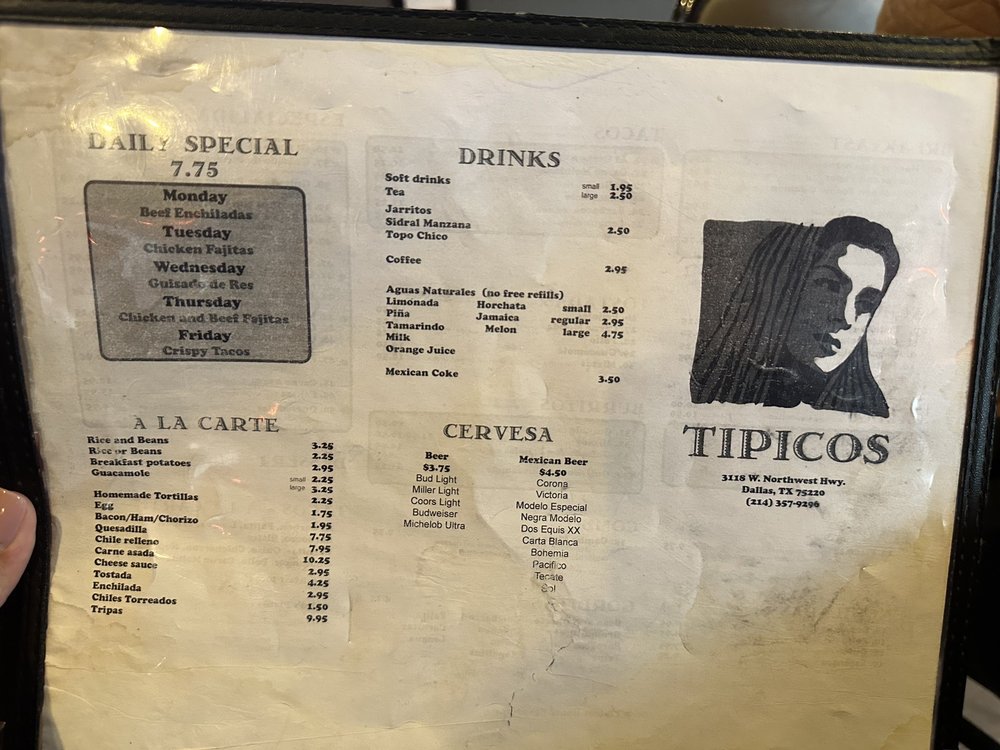 DAILY SPECIAL
7.75
Monday
Beef Enchiladas
Tuesday
Chicken Fajitas
Wednesday
Guisado de Res
Thursday
Chicken and Beef Fajitas
Friday
Crispy Tacos
À LA CARTE
Rice and Beans 3.25
Rice or Beans 2.25
Breakfast potatoes 2.95
Guacamole small 2.25
large 3.25
Homemade Tortillas 2.25
Egg 1.75
Bacon/Ham/Chorizo 1.95
Quesadilla 7.75
Chile relleno 7.95
Carne asada 10.25
Cheese sauce 2.95
Tostada 4.25
Enchilada 2.95
Chiles Torreados 1.50
Tripas 9.95
DRINKS
Soft drinks small 1.95
Tea large 2.50
Jarritos
Sidral Manzana 2.50
Topo Chico
Coffee 2.95
Aguas Naturales (no free refills)
Limonada Horchata small 2.50
Piña Jamaica regular 2.95
Tamarindo Melon large 4.75
Milk
Orange Juice
Mexican Coke 3.50
CERVESA
Beer
$3.75
Bud Light
Miller Light
Coors Light
Budweiser
Michelob Ultra
Mexican Beer
$4.50
Corona
Victoria
Modelo Especial
Negra Modelo
Dos Equis XX
Carta Blanca
Bohemia
Pacifico
Tecate
Sol
TIPICOS
3118 W. Northwest Hwy.
Dallas, TX 75220
(214) 357-9296